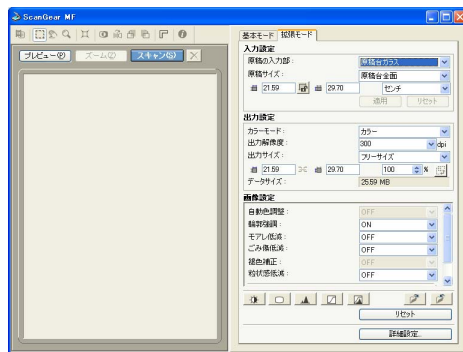 ScanGear MF
プレビュー(P) ズーム(Z) スキャン(S)
基本モード 拡張モード
入力設定
原稿の入力部： 原稿台ガラス
原稿サイズ： 原稿台全面
21.59 29.70 センチ
適用 リセット
出力設定
カラーモード： カラー
出力解像度： 300 dpi
出力サイズ： フリーサイズ
21.59 29.70 100 %
データサイズ： 25.59 MB
画像設定
自動色調整： OFF
輪郭強調： ON
モアレ低減： OFF
ごみ傷低減： OFF
褪色補正： OFF
粒状感低減： OFF
リセット
詳細設定...